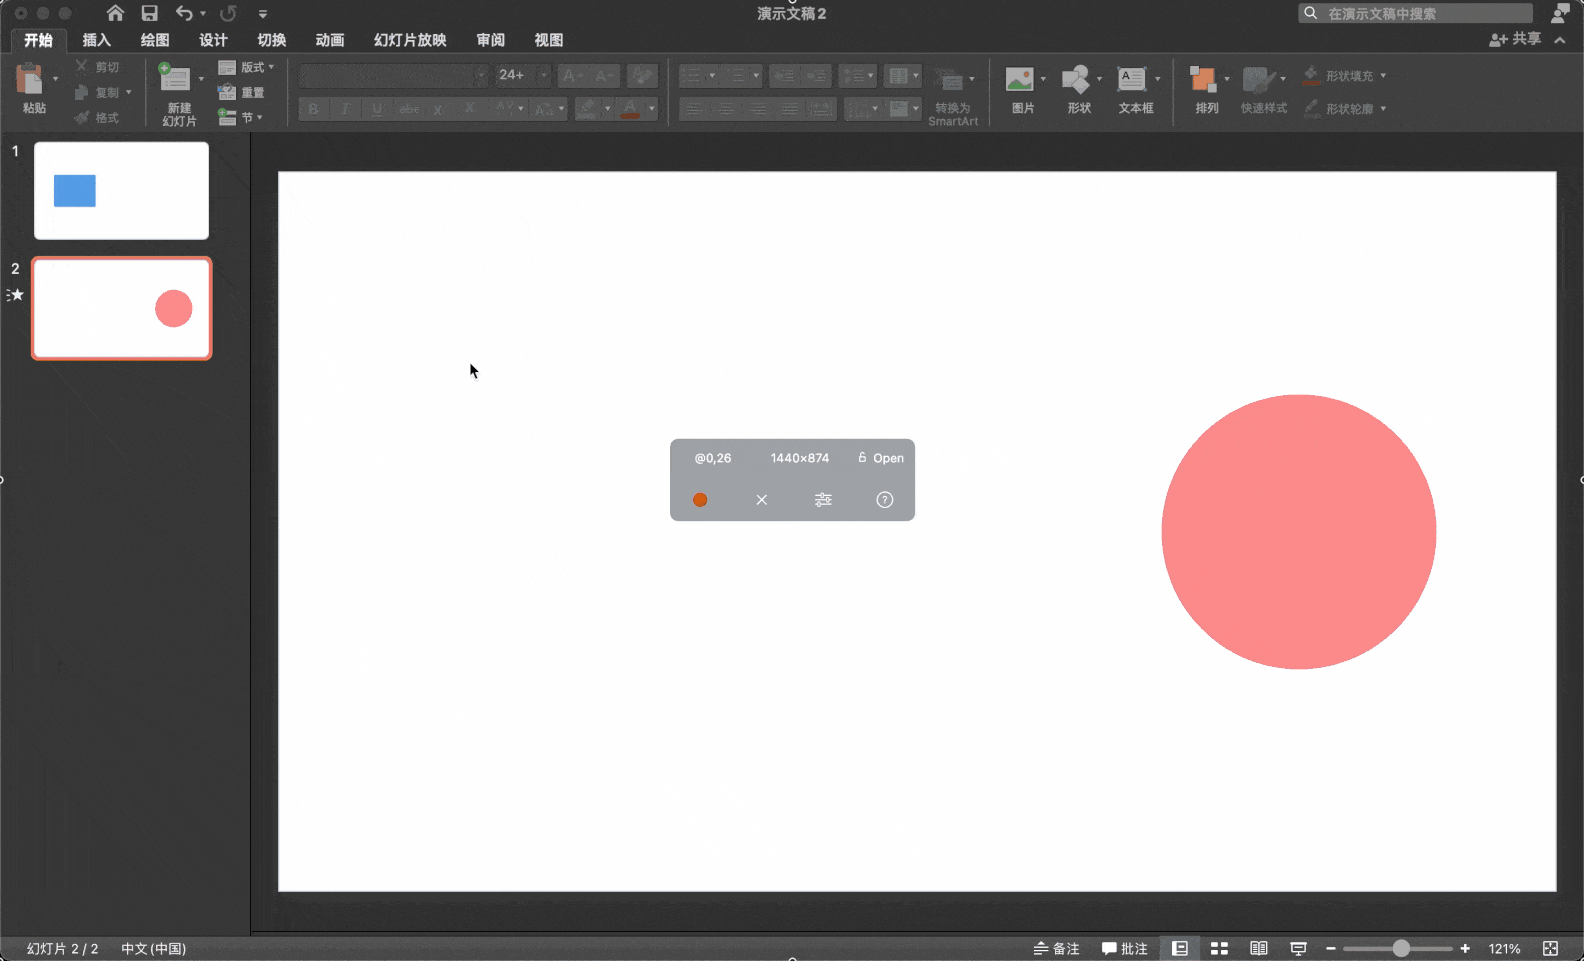 演示文稿2
在演示文稿中搜索
开始 插入 绘图 设计 切换 动画 幻灯片放映 审阅 视图
共享
粘贴
剪切
复制
格式
新建
幻灯片
版式
重置
节
24+
B I U abc X X AV Aa A
转换为
SmartArt
图片
形状
文本框
排列
快速样式
形状填充
形状轮廓
1
2
@0,26 1440×874 Open
幻灯片 2 / 2 中文(中国)
备注 批注 121%